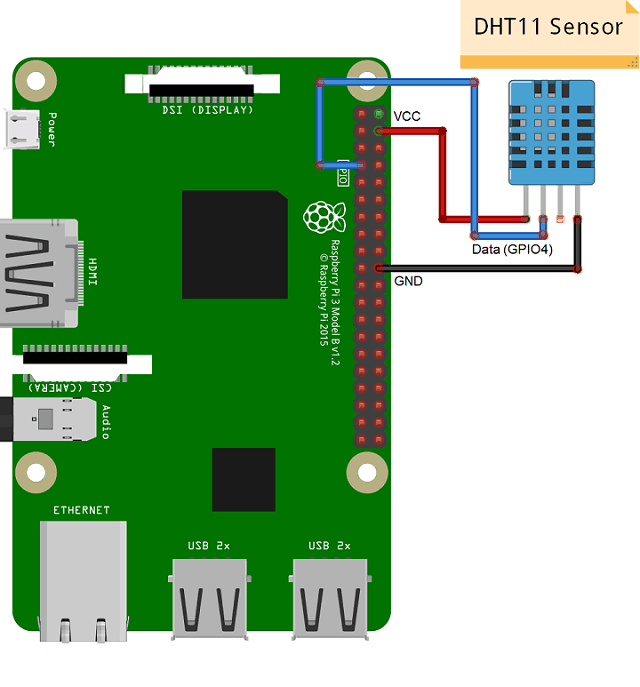 DHT11 Sensor
DSI (DISPLAY)
Power
VCC
GPIO
HDMI
Raspberry Pi 3 Model B v1.2
© Raspberry Pi 2015
Data (GPIO4)
GND
CSI (CAMERA)
Audio
ETHERNET
USB 2x
USB 2x